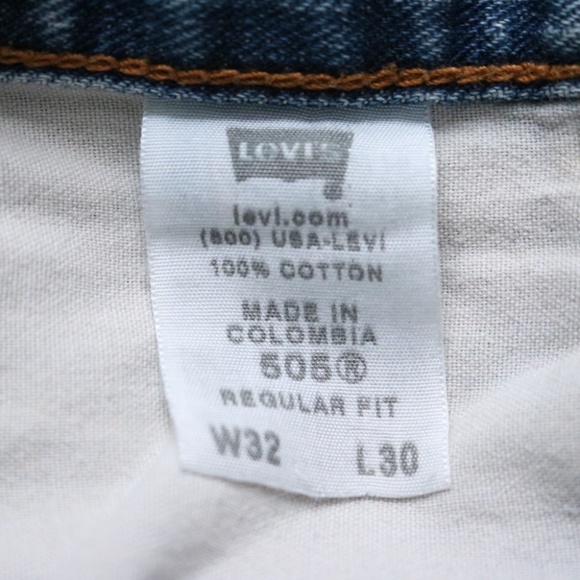 LEVI'S
levi.com
(800) USA-LEVI
100% COTTON
MADE IN
COLOMBIA
505®
REGULAR FIT
W32 L30